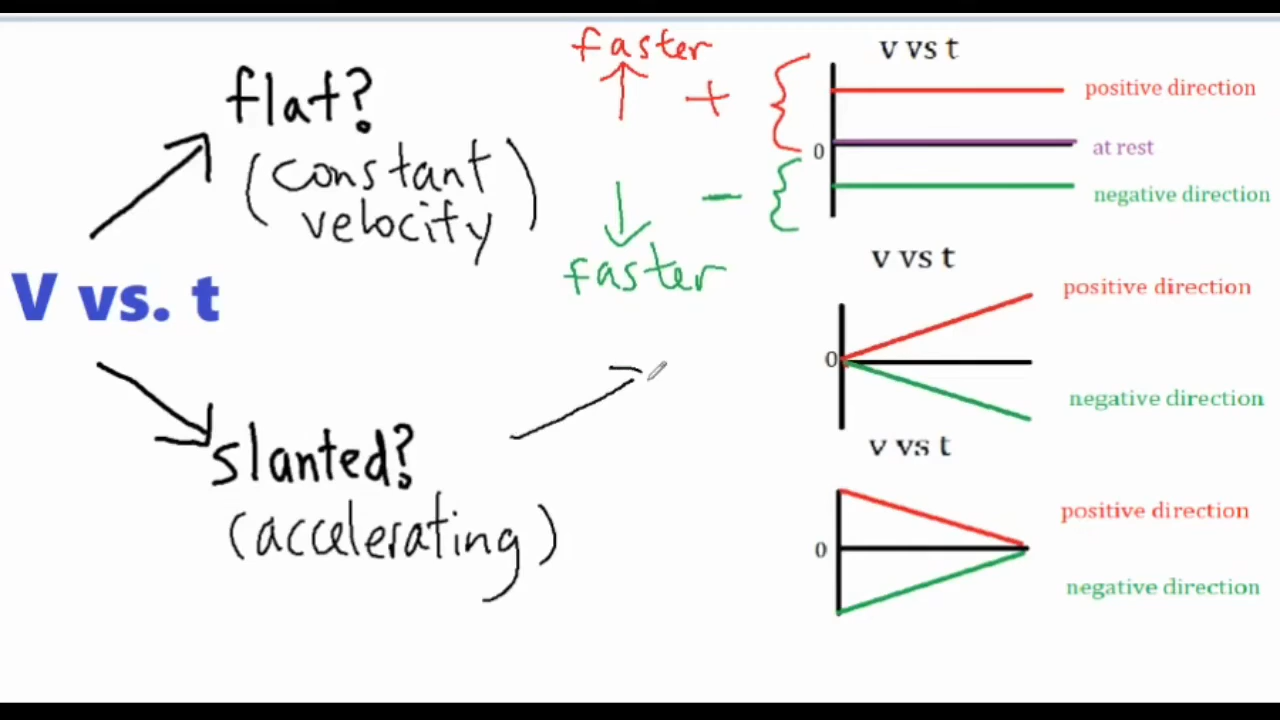 flat?
(constant
velocity)
V vs. t
slanted?
(accelerating)
faster
+
-
faster
v vs t
positive direction
0
at rest
negative direction
v vs t
positive direction
0
negative direction
v vs t
positive direction
0
negative direction